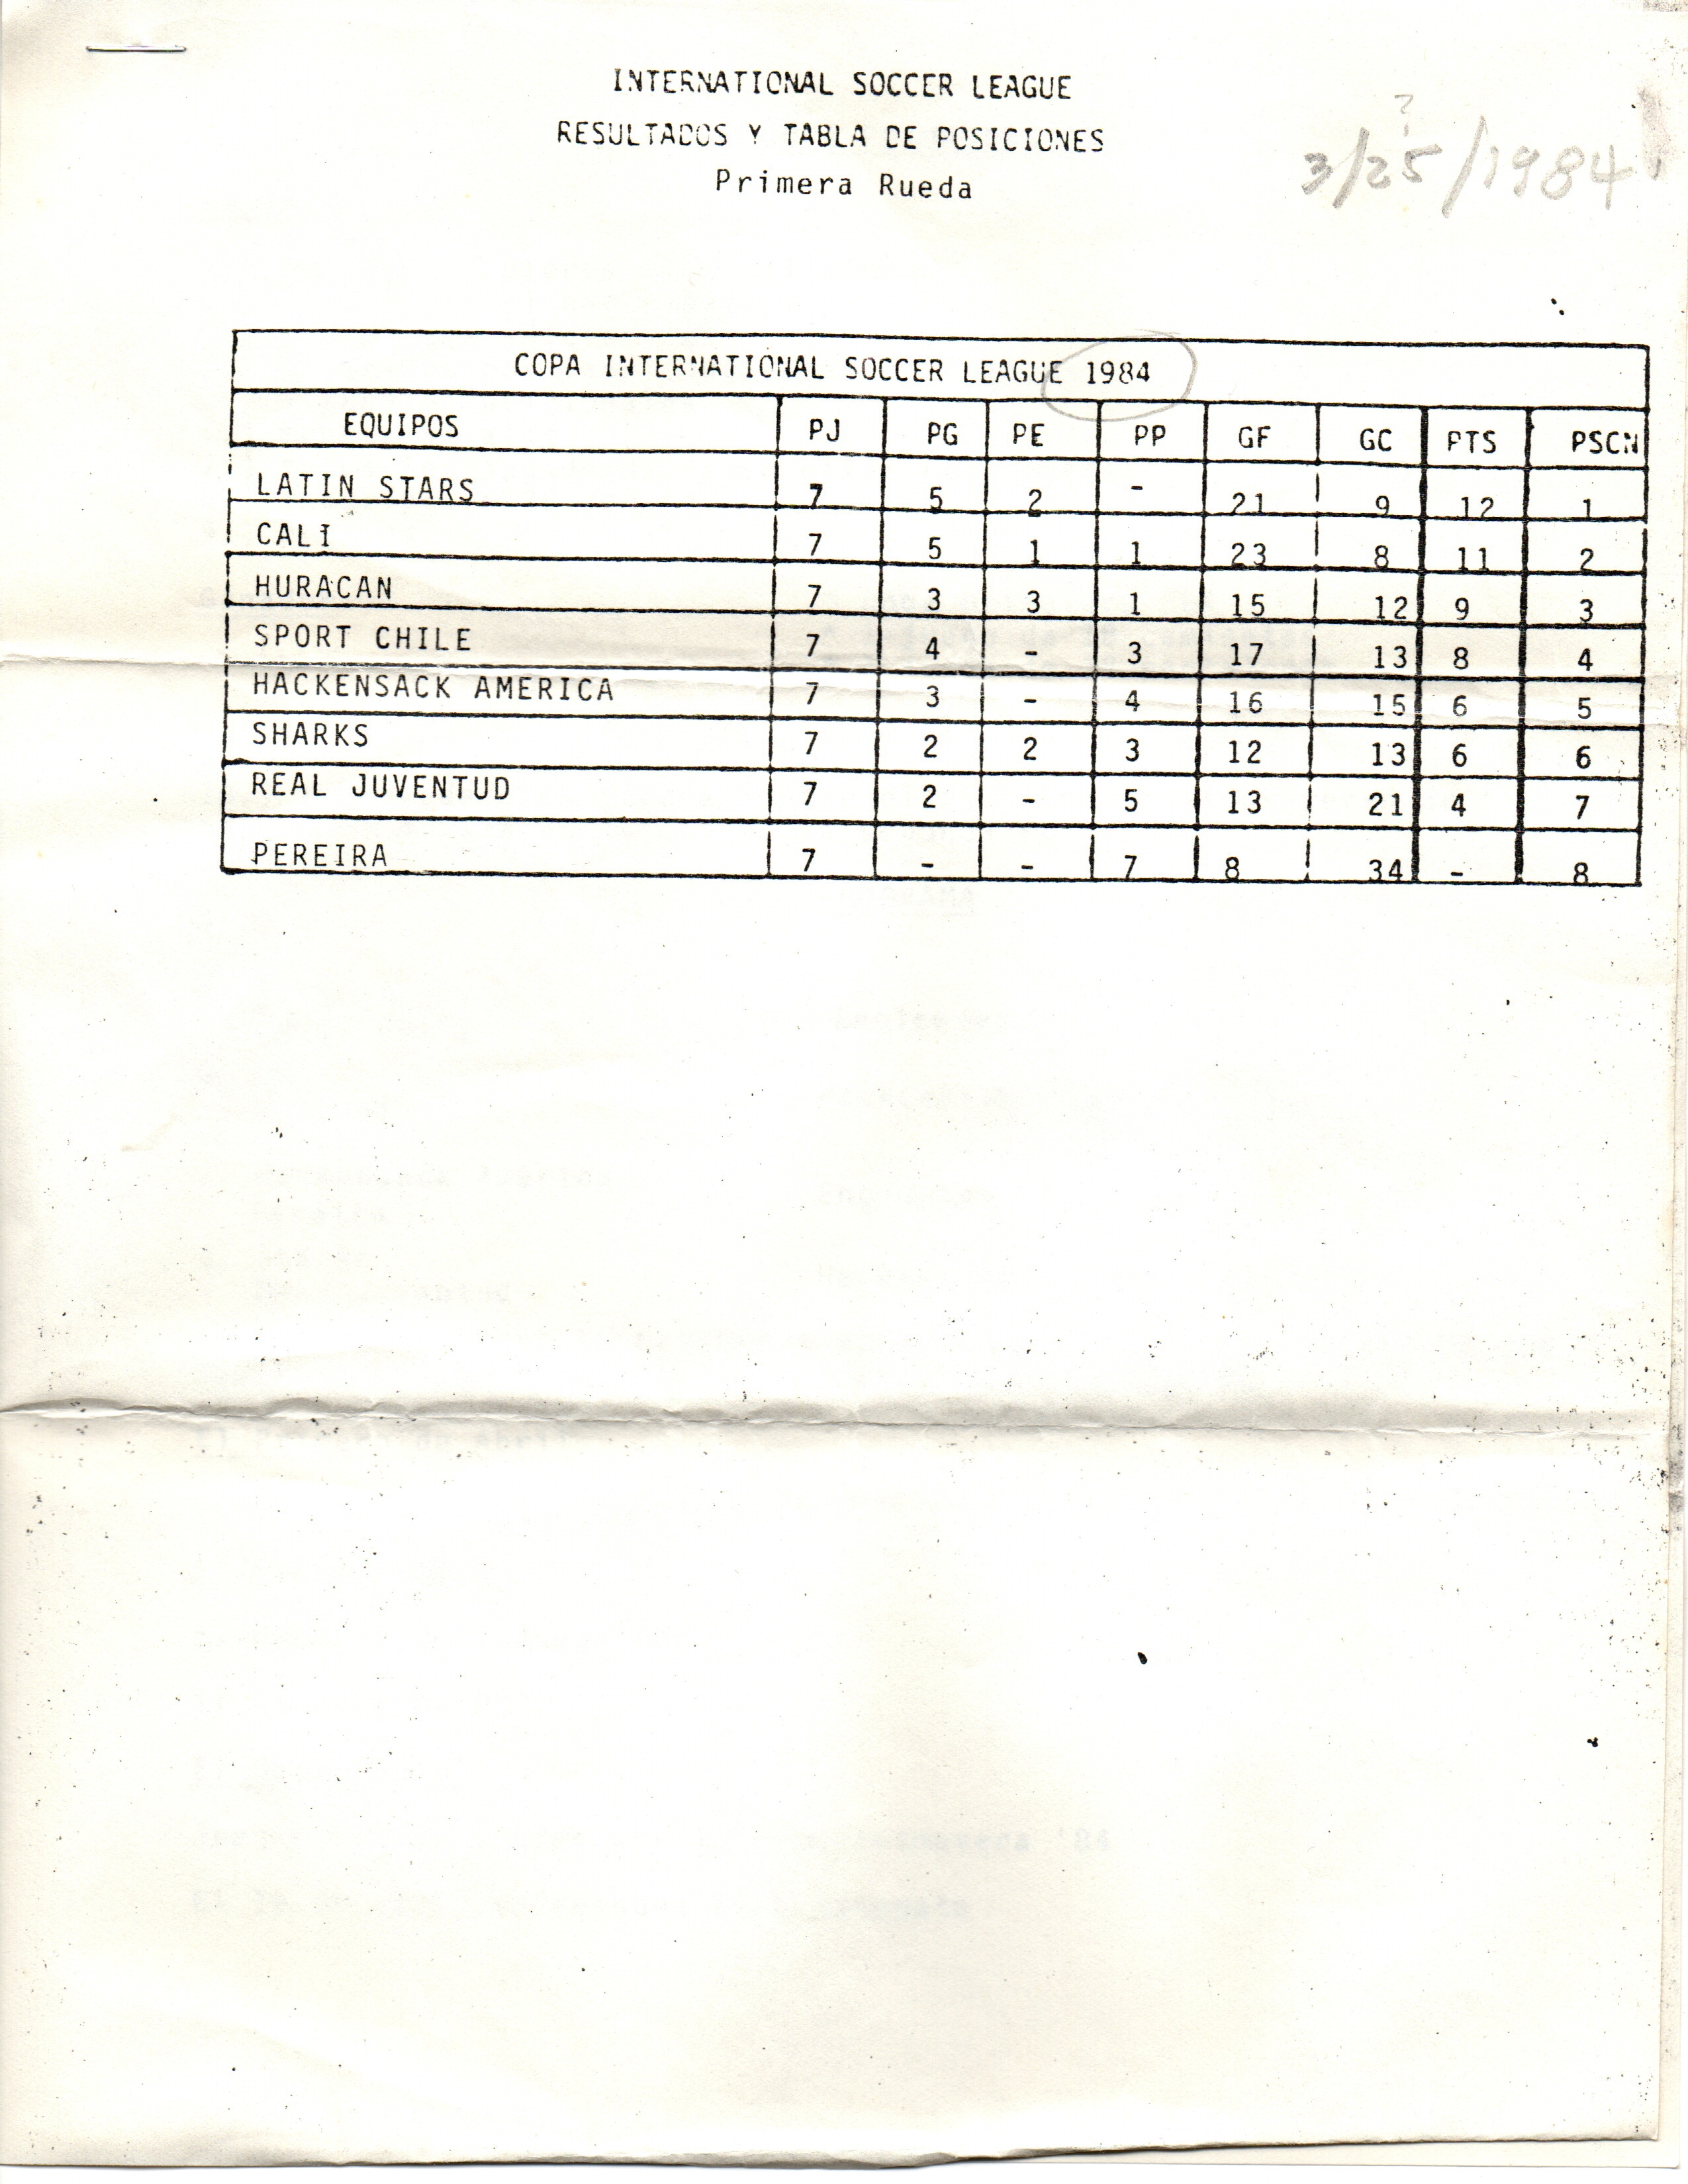 INTERNATIONAL SOCCER LEAGUE
RESULTADOS Y TABLA DE POSICIONES
Primera Rueda
?
3/25/1984
COPA INTERNATIONAL SOCCER LEAGUE 1984
EQUIPOS PJ PG PE PP GF GC PTS PSCN
LATIN STARS 7 5 2 - 21 9 12 1
CALI 7 5 1 1 23 8 11 2
HURACAN 7 3 3 1 15 12 9 3
SPORT CHILE 7 4 - 3 17 13 8 4
HACKENSACK AMERICA 7 3 - 4 16 15 6 5
SHARKS 7 2 2 3 12 13 6 6
REAL JUVENTUD 7 2 - 5 13 21 4 7
PEREIRA 7 - - 7 8 34 - 8